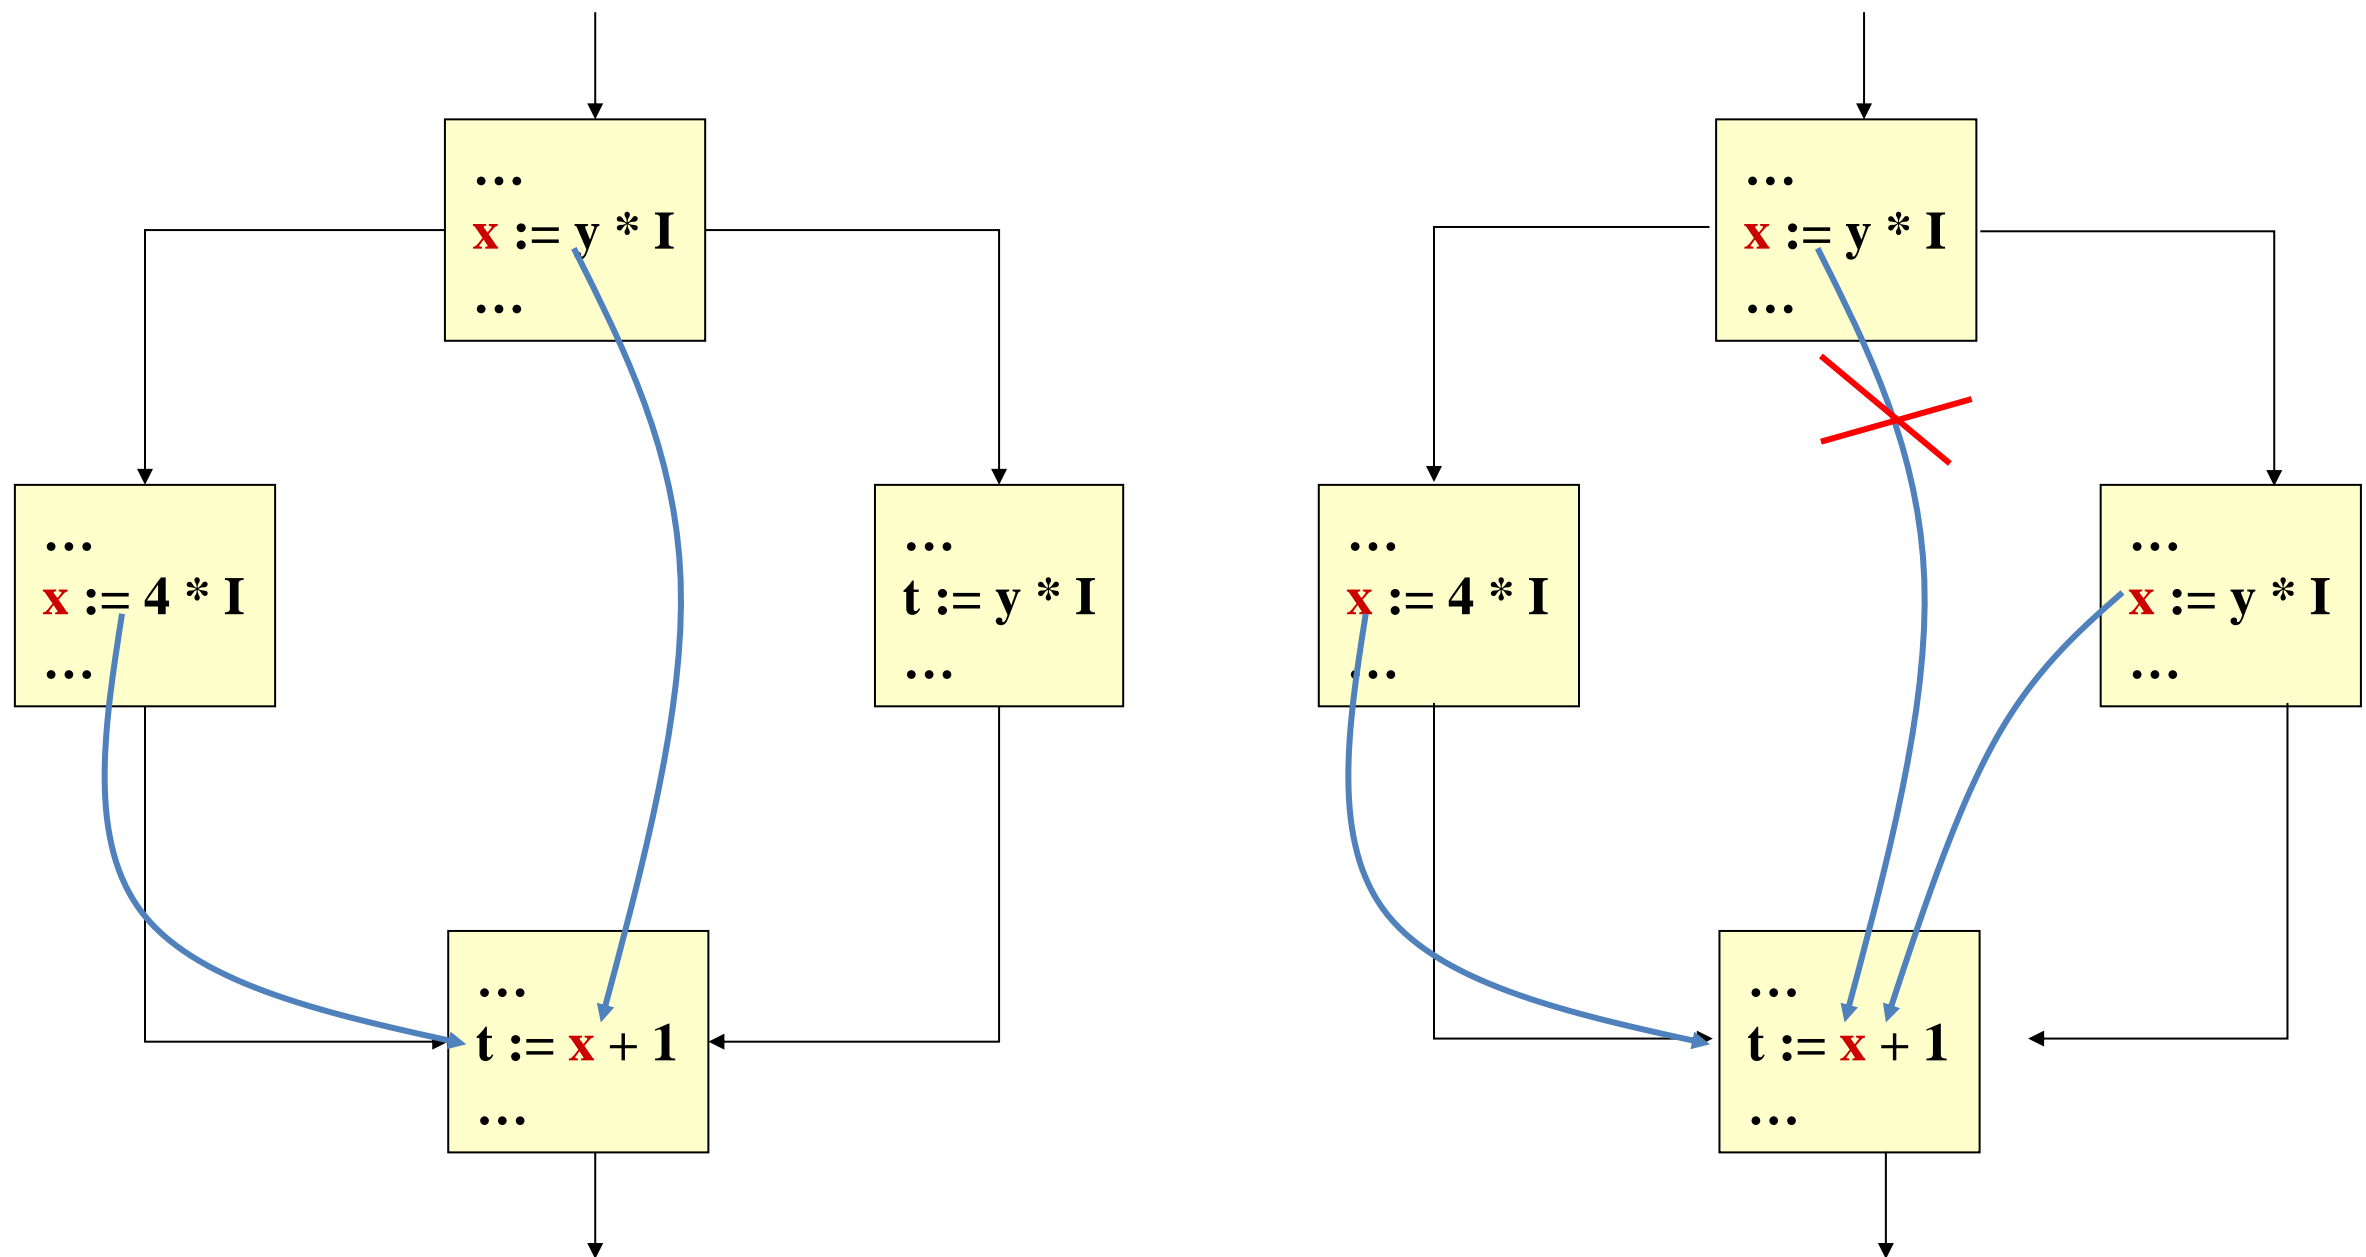 …
x := y * I
…
…
x := 4 * I
…
…
t := y * I
…
…
t := x + 1
…
…
x := y * I
…
…
x := 4 * I
…
…
x := y * I
…
…
t := x + 1
…